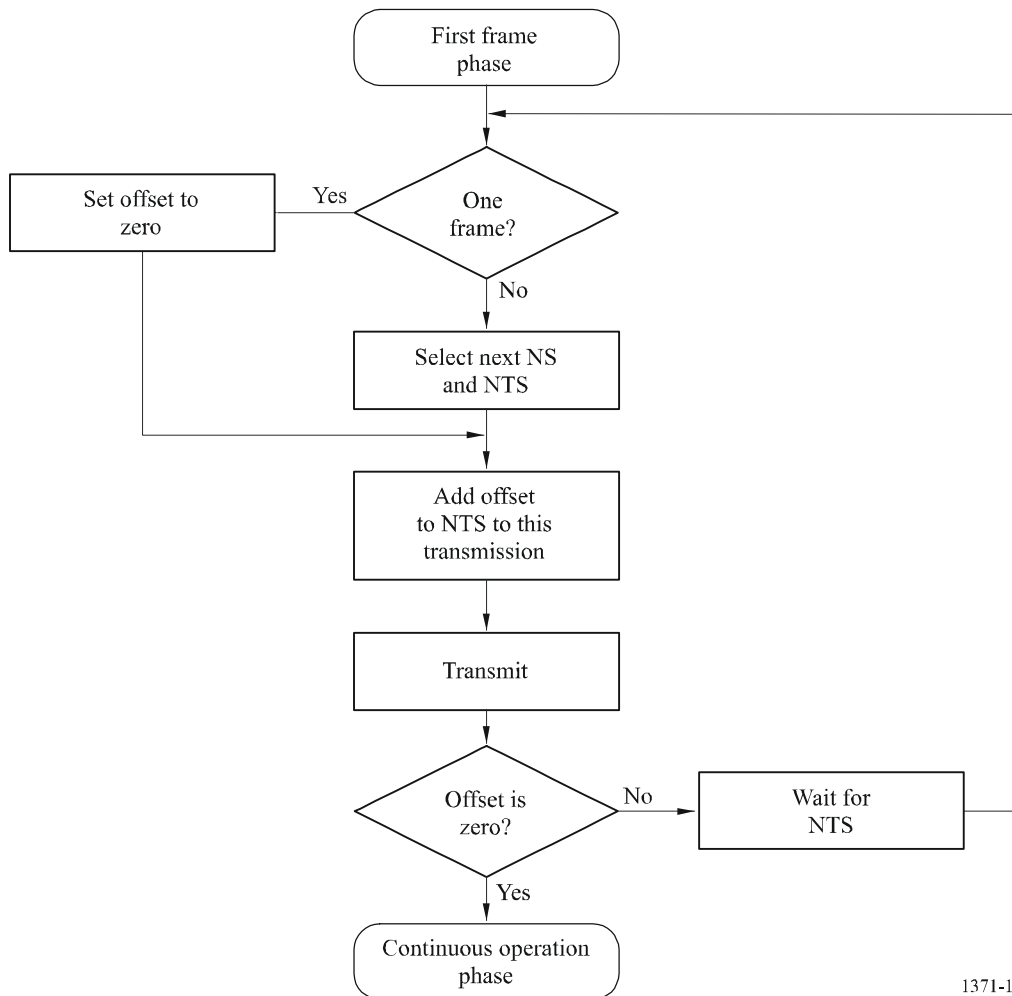 First frame
phase
One
frame?
Yes
Set offset to
zero
No
Select next NS
and NTS
Add offset
to NTS to this
transmission
Transmit
Offset is
zero?
No
Wait for
NTS
Yes
Continuous operation
phase
1371-1